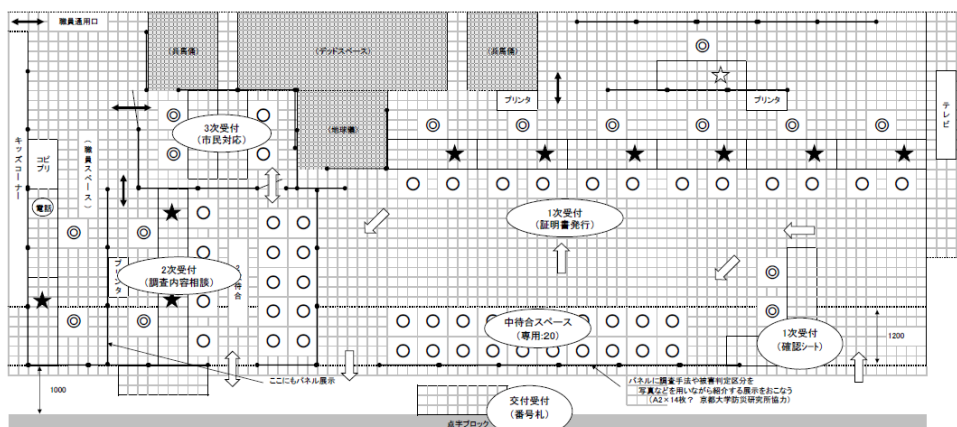 職員通用口
(兵馬俑)
(デッドスペース)
(兵馬俑)
プリンタ
プリンタ
テレビ
キッズコーナー
コピ
プリ
電話
(職員スペース)
3次受付
(市民対応)
(地球儀)
1次受付
(証明書発行)
2次受付
(調査内容相談)
プリンタ
待合
中待合スペース
(専用:20)
1次受付
(確認シート)
1200
1000
ここにもパネル展示
パネルに調査手法や被害判定区分を
写真などを用いながら紹介する展示をおこなう
(A2×14枚? 京都大学防災研究所協力)
交付受付
(番号札)
点字ブロック